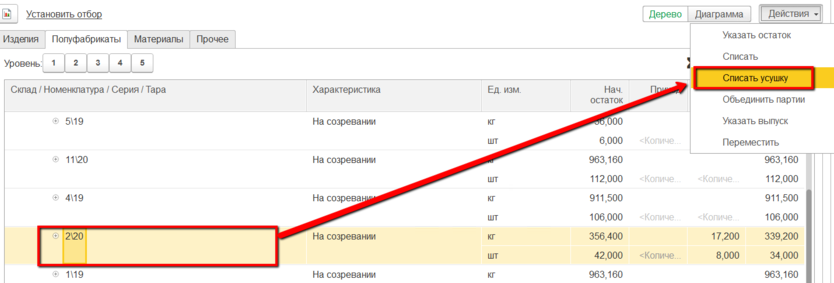 Установить отбор
Дерево Диаграмма Действия
Изделия Полуфабрикаты Материалы Прочее
Указать остаток
Уровень: 1 2 3 4 5
Списать
Списать усушку
Склад / Номенклатура / Серия / Тара Характеристика Ед. изм. Нач. остаток
Объединить партии
5\19 На созревании кг
Указать выпуск
шт 6,000 <Количе...
Переместить
11\20 На созревании кг 963,160 963,160
шт 112,000 <Количе... <Количе... 112,000
4\19 На созревании кг 911,500 911,500
шт 106,000 <Количе... <Количе... 106,000
2\20 На созревании кг 356,400 17,200 339,200
шт 42,000 <Количе... 8,000 34,000
1\19 На созревании кг 963,160 963,160